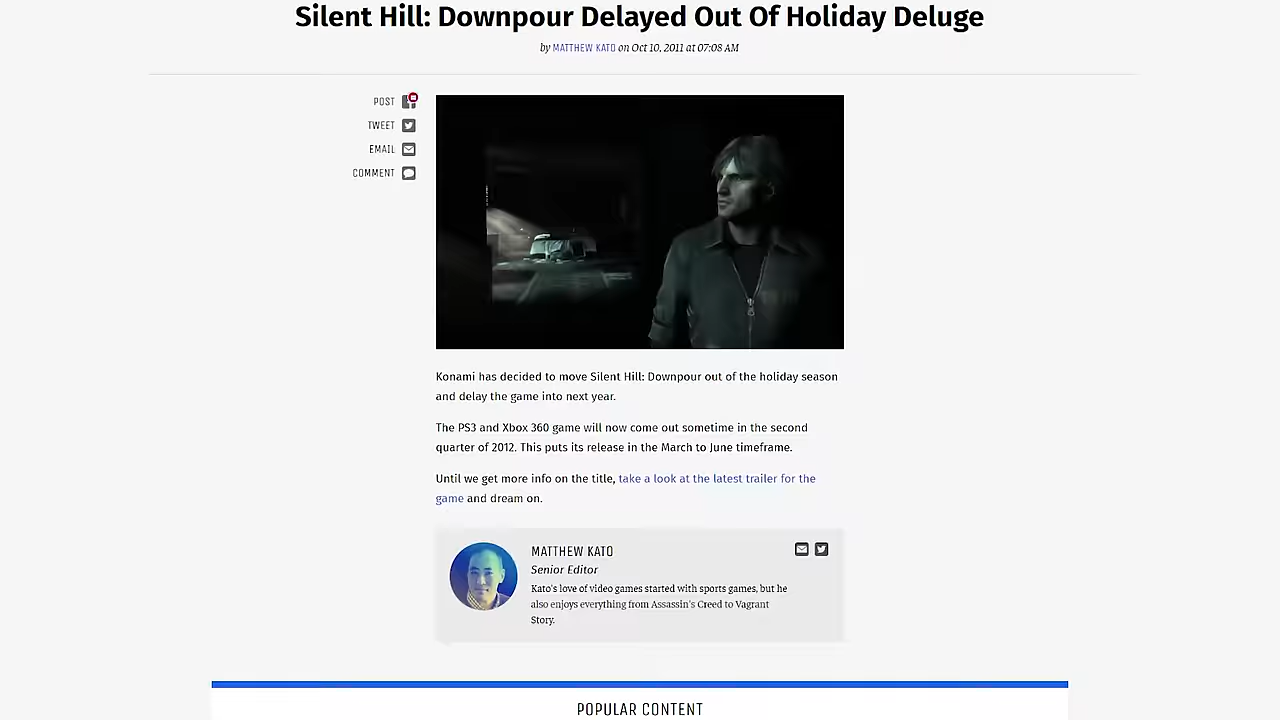 Silent Hill: Downpour Delayed Out Of Holiday Deluge
by MATTHEW KATO on Oct 10, 2011 at 07:08 AM
POST
TWEET
EMAIL
COMMENT
Konami has decided to move Silent Hill: Downpour out of the holiday season
and delay the game into next year.
The PS3 and Xbox 360 game will now come out sometime in the second
quarter of 2012. This puts its release in the March to June timeframe.
Until we get more info on the title, take a look at the latest trailer for the
game and dream on.
MATTHEW KATO
Senior Editor
Kato's love of video games started with sports games, but he
also enjoys everything from Assassin's Creed to Vagrant
Story.
POPULAR CONTENT